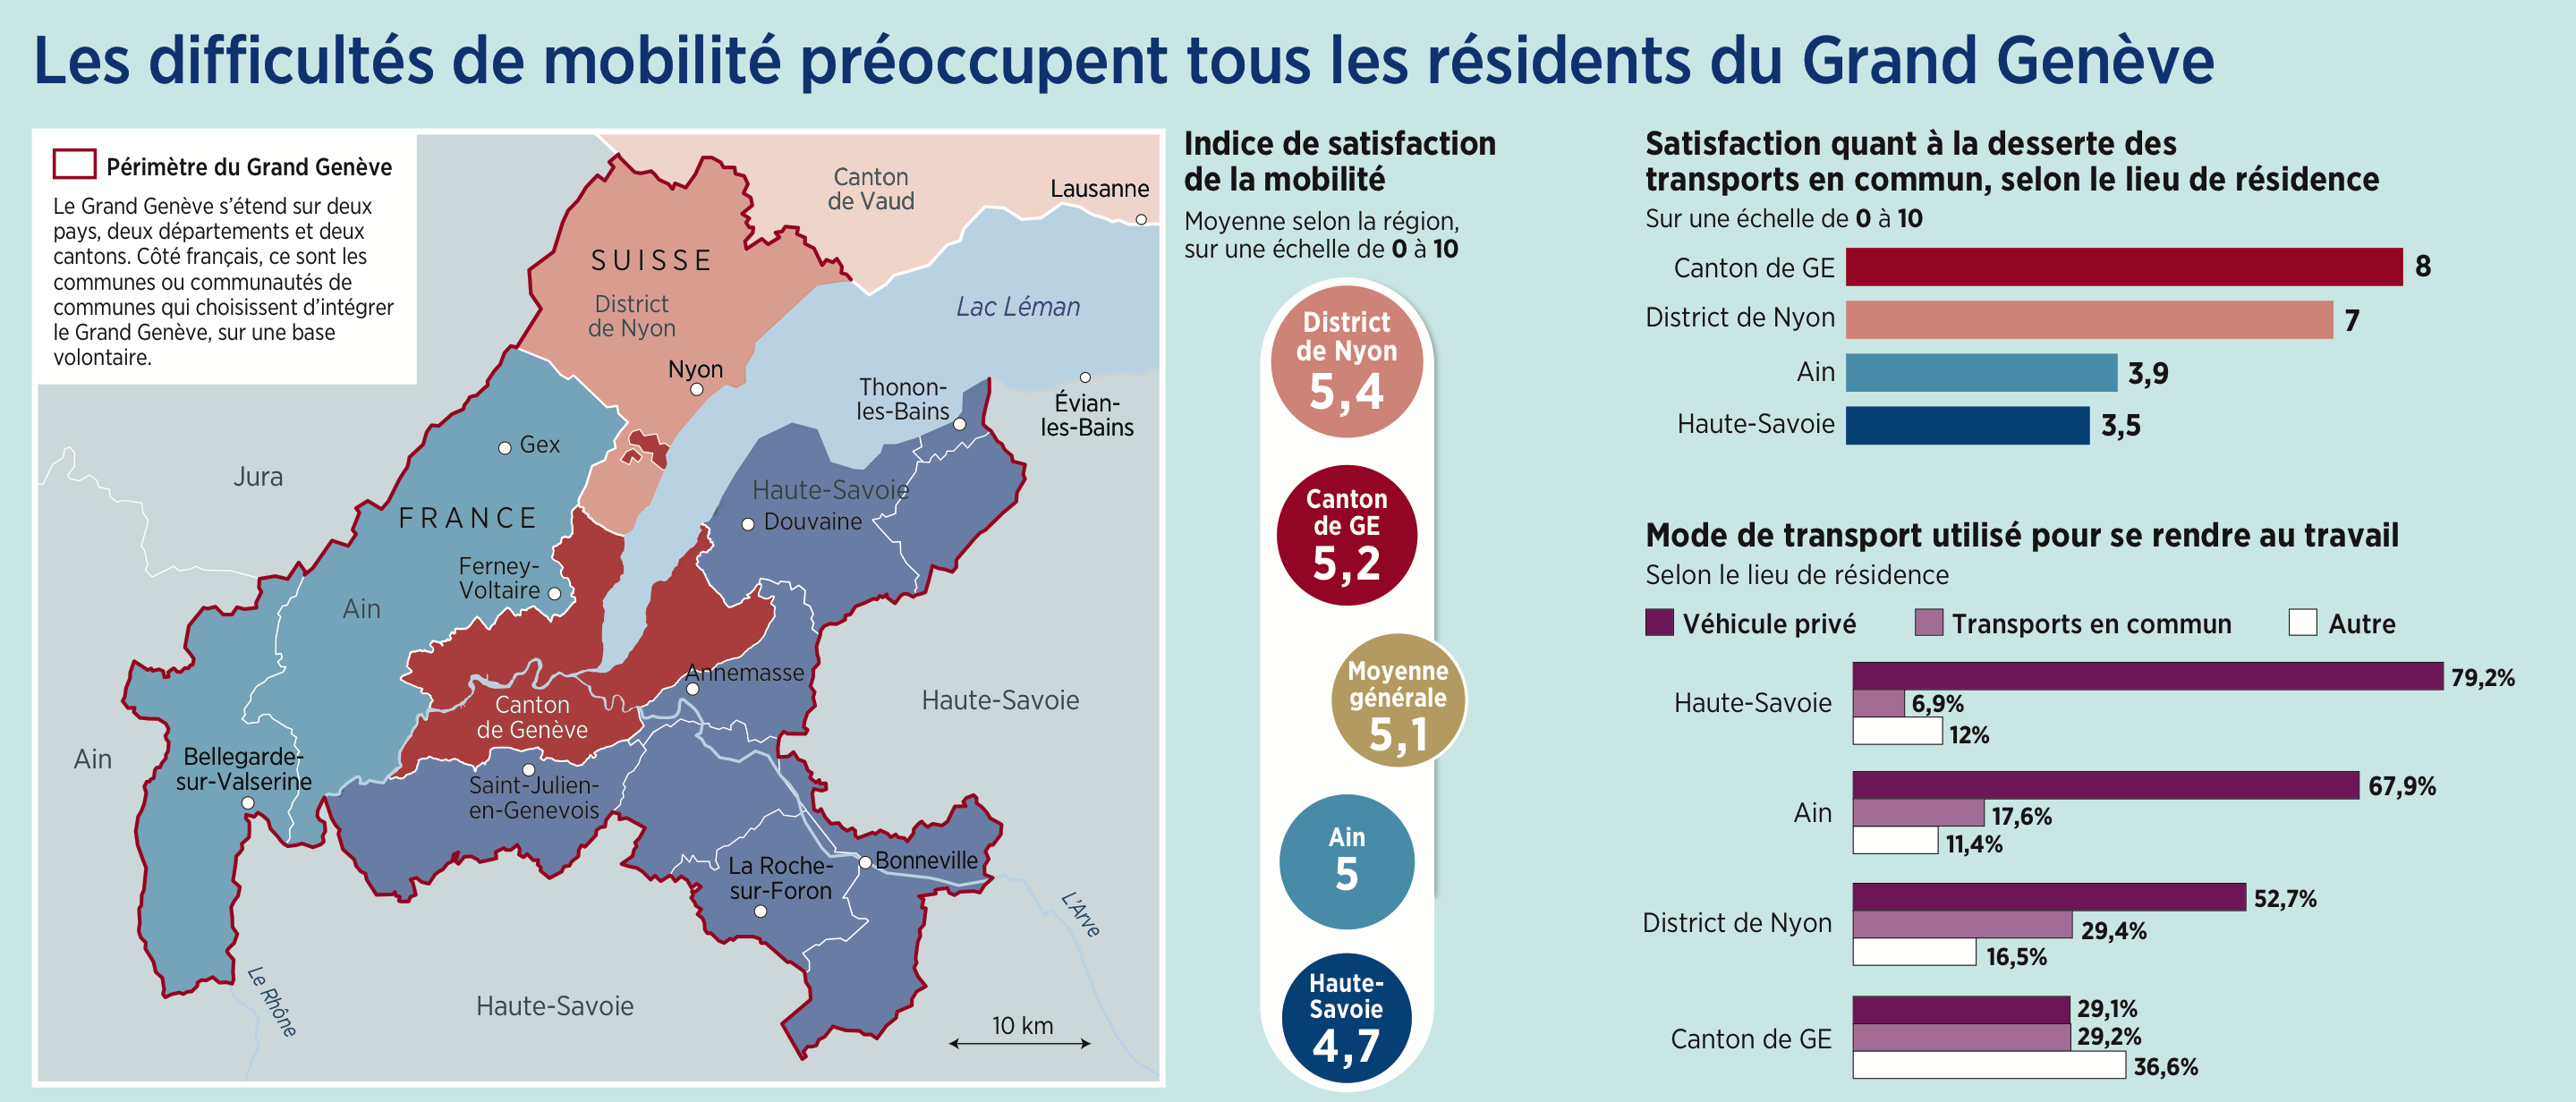 Les difficultés de mobilité préoccupent tous les résidents du Grand Genève
Périmètre du Grand Genève
Le Grand Genève s’étend sur deux
pays, deux départements et deux
cantons. Côté français, ce sont les
communes ou communautés de
communes qui choisissent d’intégrer
le Grand Genève, sur une base
volontaire.
Canton
de Vaud
Lausanne
SUISSE
District
de Nyon
Lac Léman
Nyon
Thonon-
les-Bains
Évian-
les-Bains
Gex
Jura
Haute-Savoie
Douvaine
FRANCE
Ferney-
Voltaire
Ain
Annemasse
Canton
de Genève
Haute-Savoie
Ain
Bellegarde-
sur-Valserine
Saint-Julien-
en-Genevois
La Roche-
sur-Foron
Bonneville
L’Arve
Le Rhône
Haute-Savoie
10 km
Indice de satisfaction
de la mobilité
Moyenne selon la région,
sur une échelle de 0 à 10
District
de Nyon
5,4
Canton
de GE
5,2
Moyenne
générale
5,1
Ain
5
Haute-
Savoie
4,7
Satisfaction quant à la desserte des
transports en commun, selon le lieu de résidence
Sur une échelle de 0 à 10
Canton de GE 8
District de Nyon 7
Ain 3,9
Haute-Savoie 3,5
Mode de transport utilisé pour se rendre au travail
Selon le lieu de résidence
Véhicule privé Transports en commun Autre
79,2%
Haute-Savoie 6,9%
12%
67,9%
Ain 17,6%
11,4%
52,7%
District de Nyon 29,4%
16,5%
29,1%
Canton de GE 29,2%
36,6%